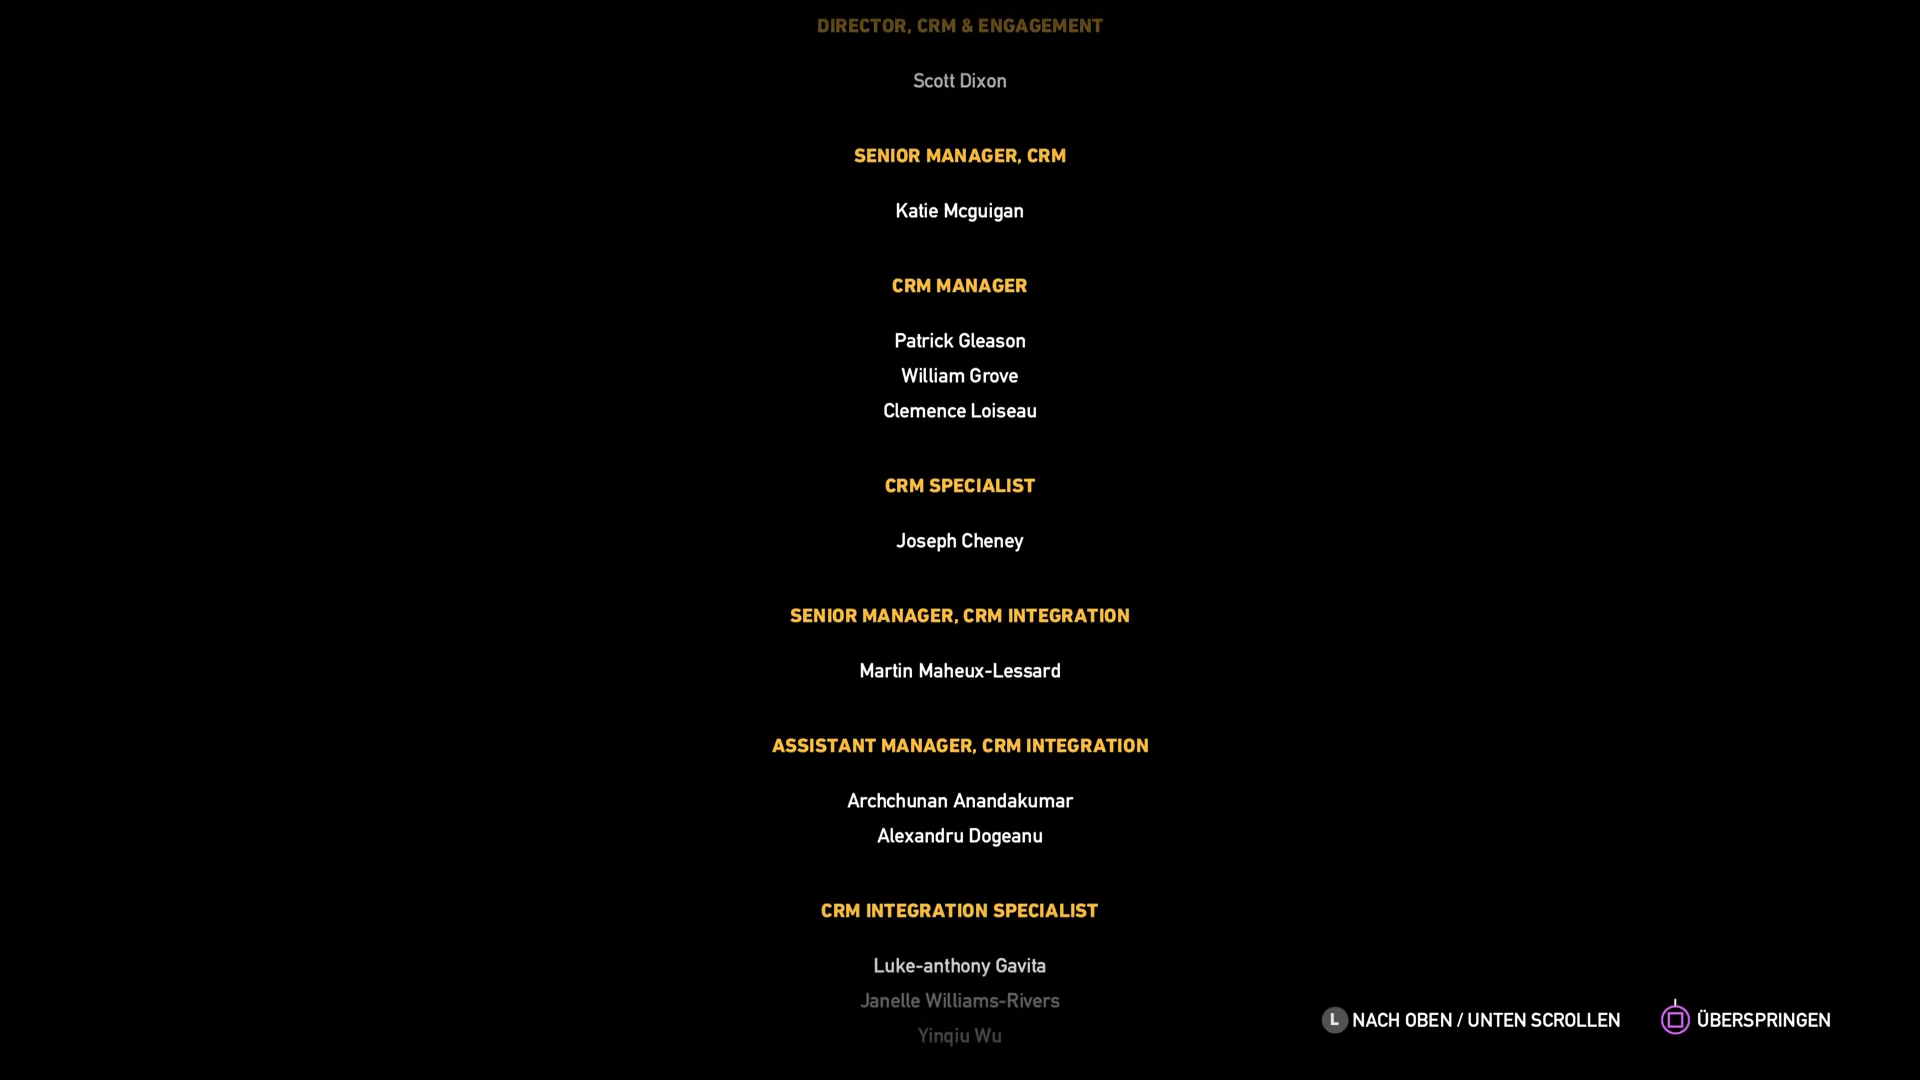 DIRECTOR, CRM & ENGAGEMENT
Scott Dixon
SENIOR MANAGER, CRM
Katie Mcguigan
CRM MANAGER
Patrick Gleason
William Grove
Clemence Loiseau
CRM SPECIALIST
Joseph Cheney
SENIOR MANAGER, CRM INTEGRATION
Martin Maheux-Lessard
ASSISTANT MANAGER, CRM INTEGRATION
Archchunan Anandakumar
Alexandru Dogeanu
CRM INTEGRATION SPECIALIST
Luke-anthony Gavita
Janelle Williams-Rivers
Yinqiu Wu
L NACH OBEN / UNTEN SCROLLEN ÜBERSPRINGEN